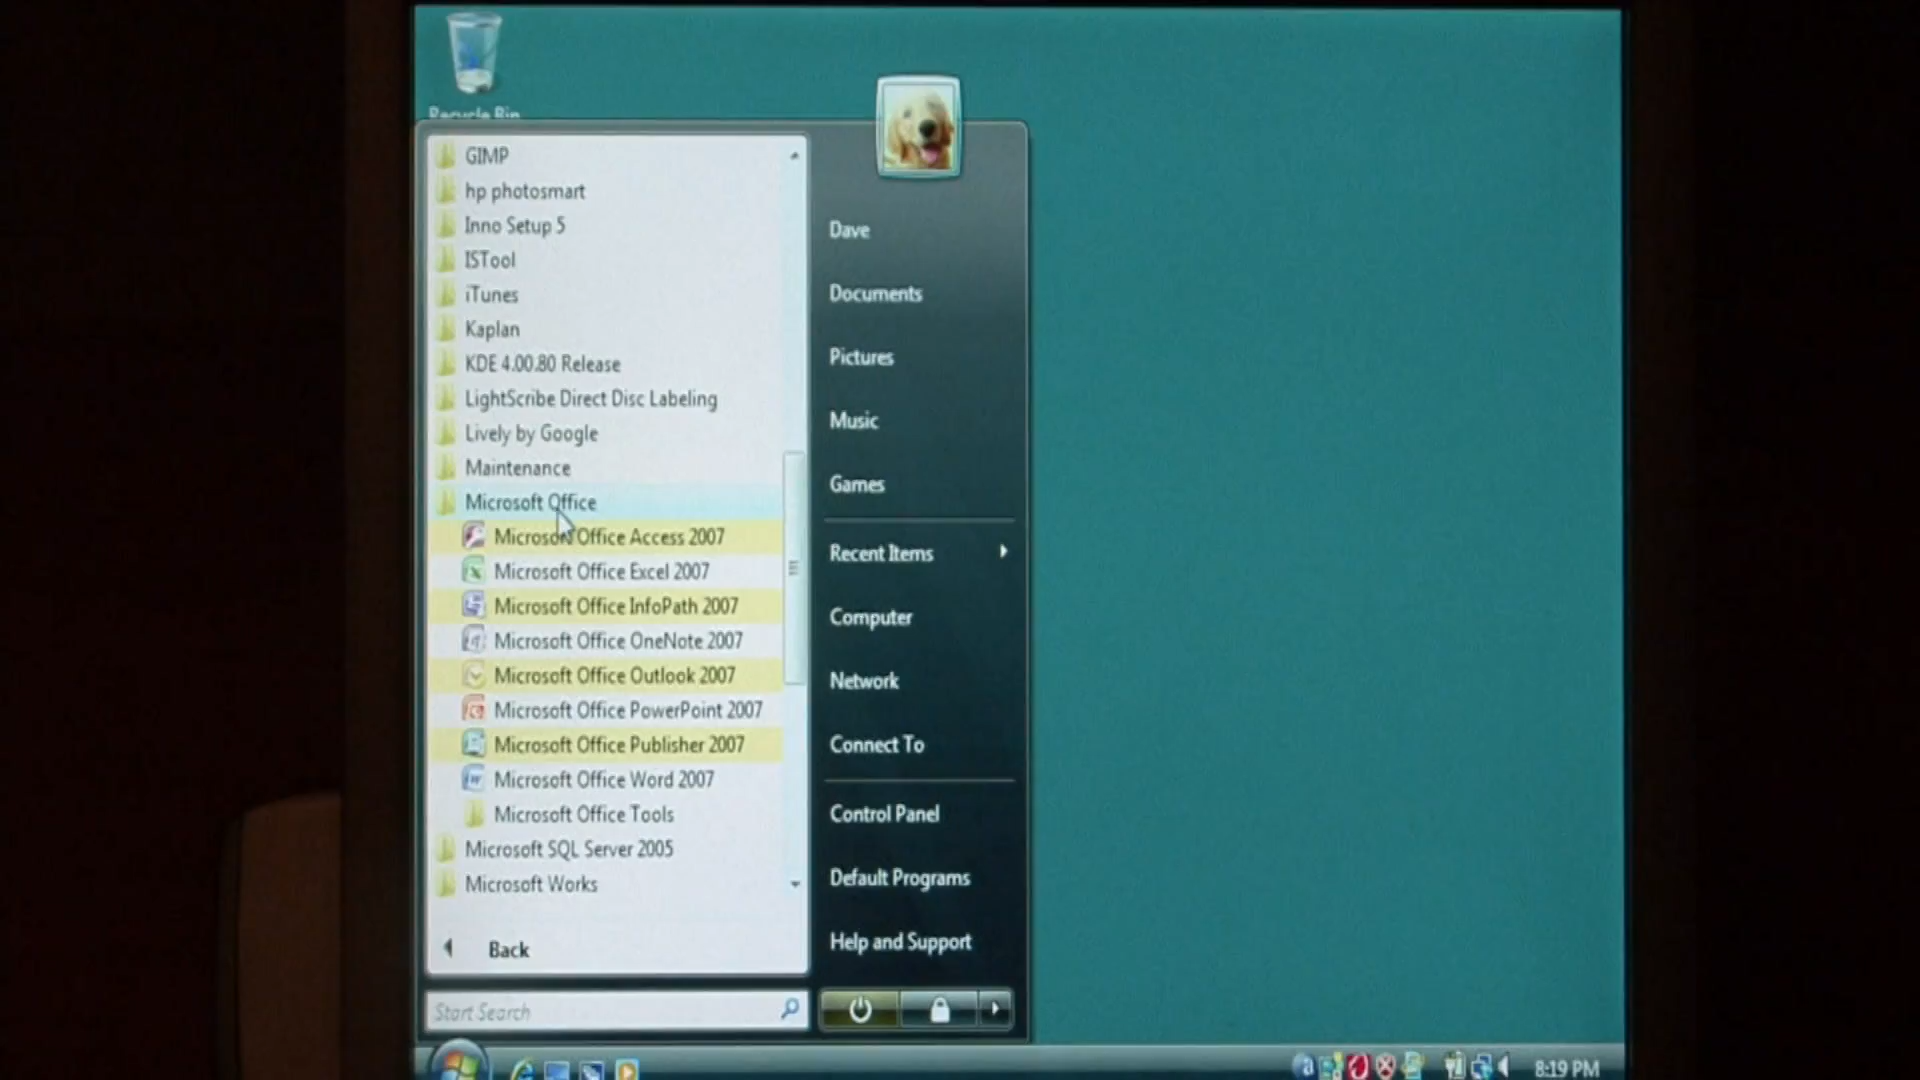 Recycle Bin
GIMP
hp photosmart
Inno Setup 5
ISTool
iTunes
Kaplan
KDE 4.00.80 Release
LightScribe Direct Disc Labeling
Lively by Google
Maintenance
Microsoft Office
Microsoft Office Access 2007
Microsoft Office Excel 2007
Microsoft Office InfoPath 2007
Microsoft Office OneNote 2007
Microsoft Office Outlook 2007
Microsoft Office PowerPoint 2007
Microsoft Office Publisher 2007
Microsoft Office Word 2007
Microsoft Office Tools
Microsoft SQL Server 2005
Microsoft Works
Back
Start Search
Dave
Documents
Pictures
Music
Games
Recent Items
Computer
Network
Connect To
Control Panel
Default Programs
Help and Support
8:19 PM